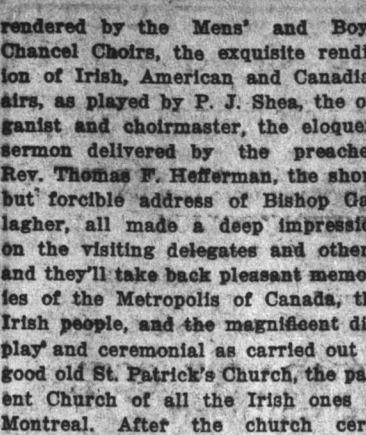 rendered by the Mens' and Boy
Chancel Choirs, the exquisite rendi
ion of Irish, American and Canadia
airs, as played by P. J. Shea, the o
ganist and choirmaster, the eloque
sermon delivered by the preache
Rev. Thomas F. Hefferman, the shor
but forcible address of Bishop Ga
lagher, all made a deep impressio
on the visiting delegates and other
and they'll take back pleasant memo
ies of the Metropolis of Canada, th
Irish people, and the magnificent di
play and ceremonial as carried out
good old St. Patrick's Church, the pa
ent Church of all the Irish ones
Montreal. After the church cer